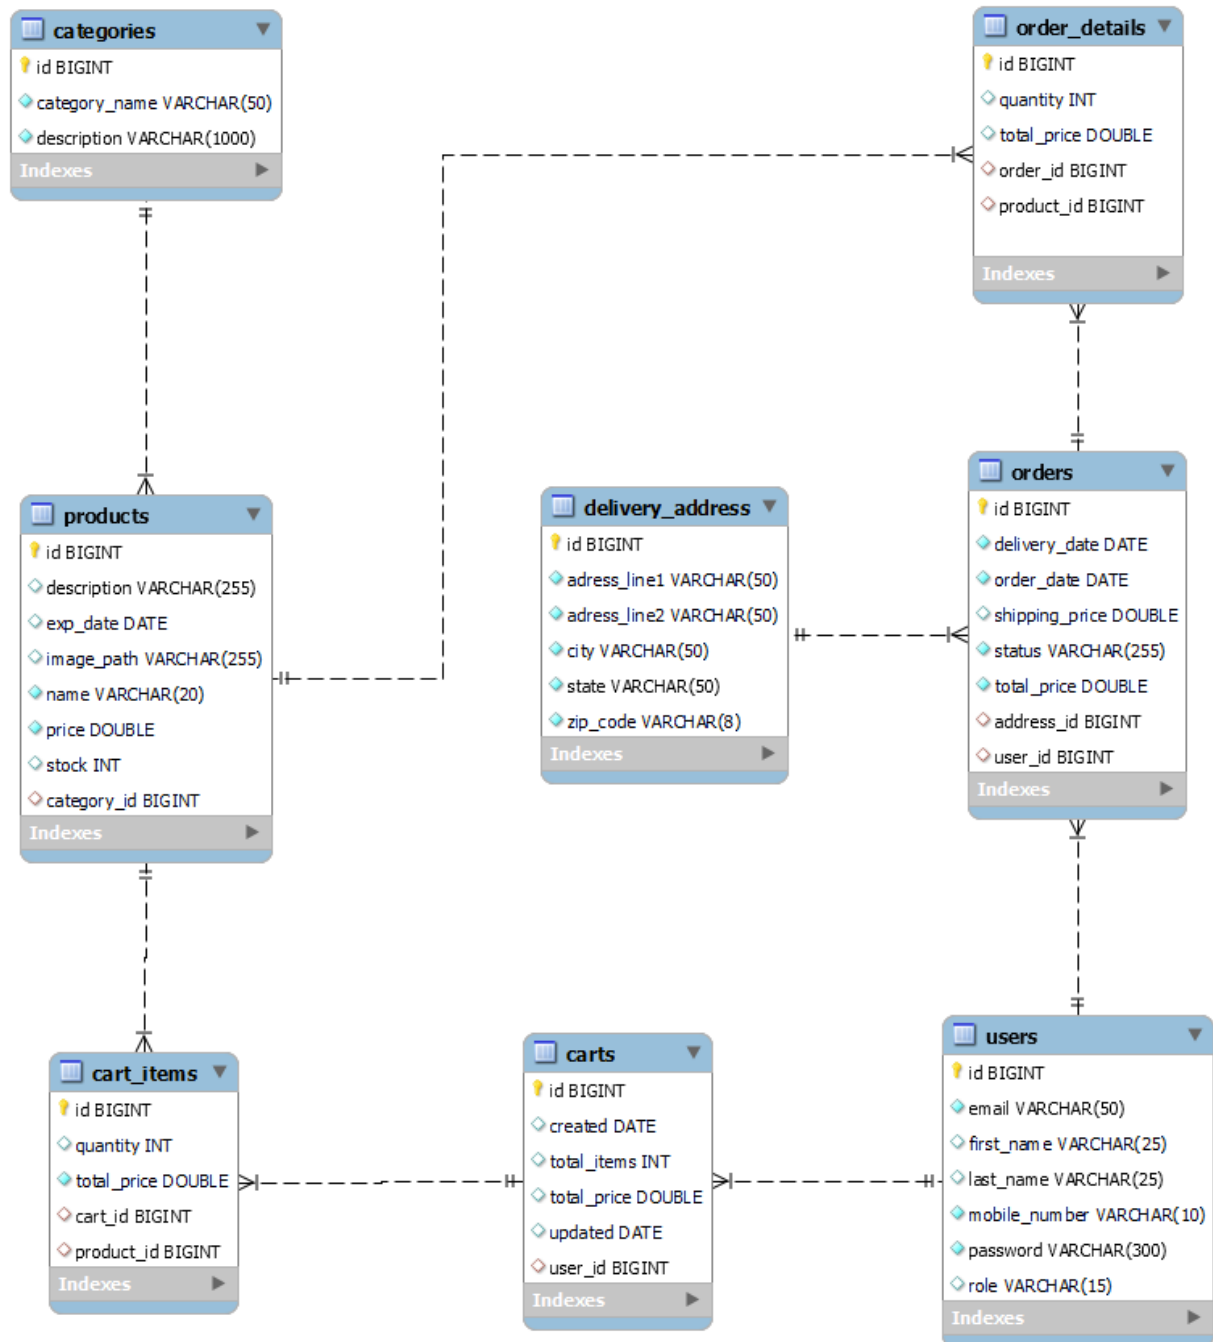 categories
id BIGINT
category_name VARCHAR(50)
description VARCHAR(1000)
Indexes
order_details
id BIGINT
quantity INT
total_price DOUBLE
order_id BIGINT
product_id BIGINT
Indexes
products
id BIGINT
description VARCHAR(255)
exp_date DATE
image_path VARCHAR(255)
name VARCHAR(20)
price DOUBLE
stock INT
category_id BIGINT
Indexes
delivery_address
id BIGINT
adress_line1 VARCHAR(50)
adress_line2 VARCHAR(50)
city VARCHAR(50)
state VARCHAR(50)
zip_code VARCHAR(8)
Indexes
orders
id BIGINT
delivery_date DATE
order_date DATE
shipping_price DOUBLE
status VARCHAR(255)
total_price DOUBLE
address_id BIGINT
user_id BIGINT
Indexes
cart_items
id BIGINT
quantity INT
total_price DOUBLE
cart_id BIGINT
product_id BIGINT
Indexes
carts
id BIGINT
created DATE
total_items INT
total_price DOUBLE
updated DATE
user_id BIGINT
Indexes
users
id BIGINT
email VARCHAR(50)
first_name VARCHAR(25)
last_name VARCHAR(25)
mobile_number VARCHAR(10)
password VARCHAR(300)
role VARCHAR(15)
Indexes